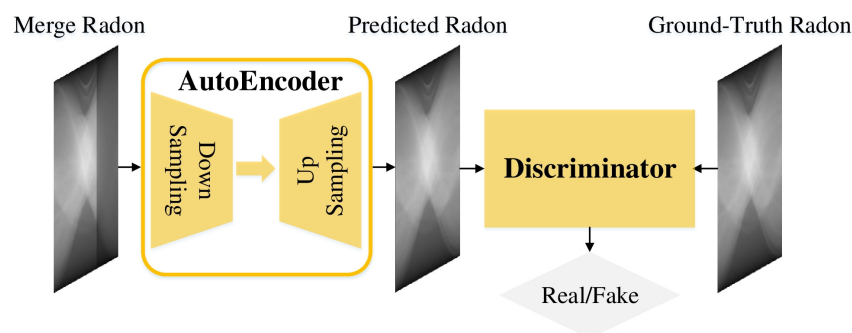 Merge Radon
Predicted Radon
Ground-Truth Radon
AutoEncoder
Down
Sampling
Up
Sampling
Discriminator
Real/Fake